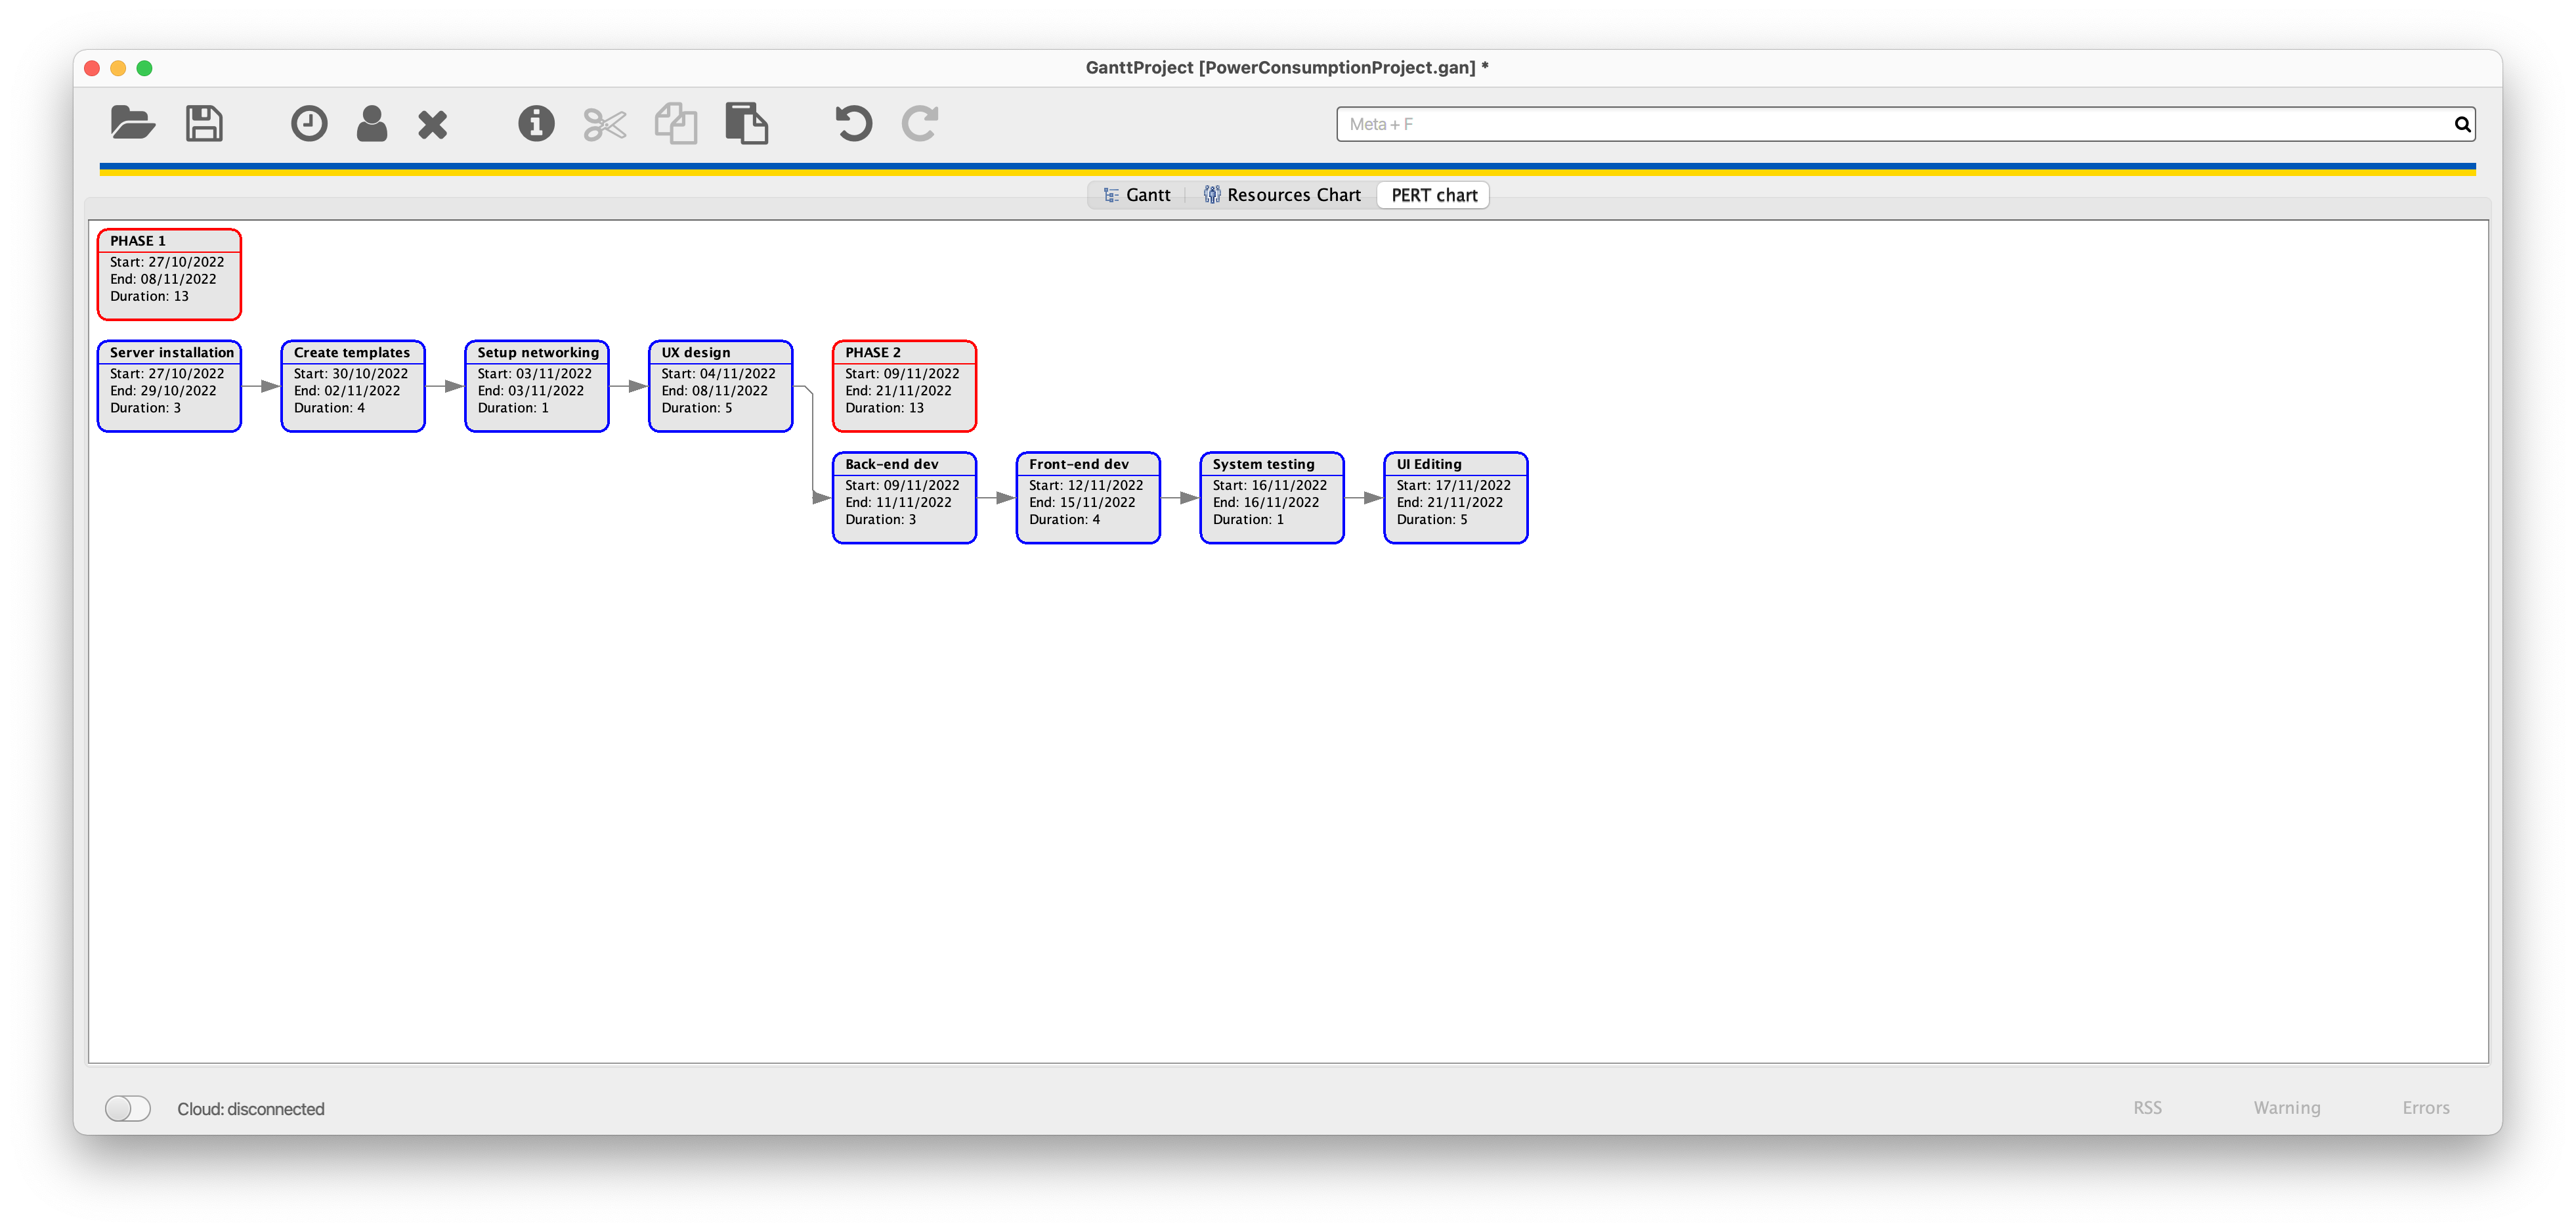 GanttProject [PowerConsumptionProject.gan] *
Meta + F
Gantt
Resources Chart
PERT chart
PHASE 1
Start: 27/10/2022
End: 08/11/2022
Duration: 13
Server installation
Start: 27/10/2022
End: 29/10/2022
Duration: 3
Create templates
Start: 30/10/2022
End: 02/11/2022
Duration: 4
Setup networking
Start: 03/11/2022
End: 03/11/2022
Duration: 1
UX design
Start: 04/11/2022
End: 08/11/2022
Duration: 5
PHASE 2
Start: 09/11/2022
End: 21/11/2022
Duration: 13
Back-end dev
Start: 09/11/2022
End: 11/11/2022
Duration: 3
Front-end dev
Start: 12/11/2022
End: 15/11/2022
Duration: 4
System testing
Start: 16/11/2022
End: 16/11/2022
Duration: 1
UI Editing
Start: 17/11/2022
End: 21/11/2022
Duration: 5
Cloud: disconnected
RSS
Warning
Errors